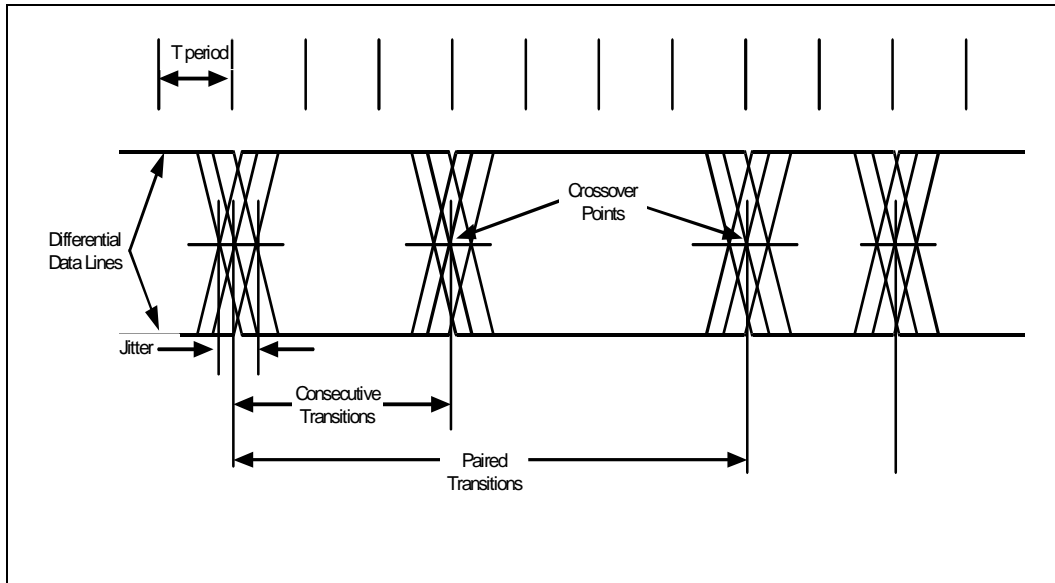 T period
Crossover
Points
Differential
Data Lines
Jitter
Consecutive
Transitions
Paired
Transitions